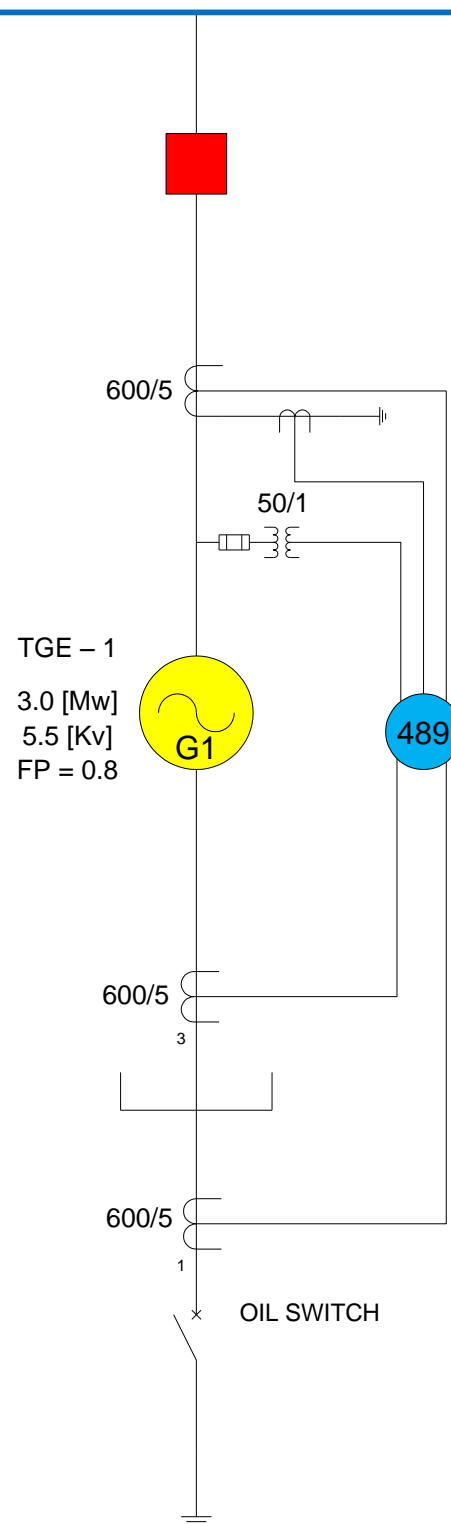 600/5
50/1
TGE – 1
3.0 [Mw]
5.5 [Kv]
FP = 0.8
G1
489
600/5
3
600/5
1
OIL SWITCH